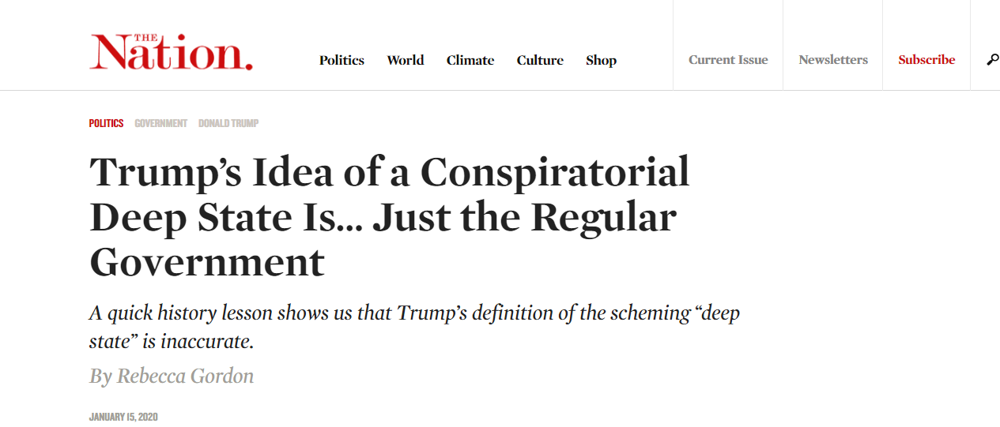 THE
Nation.
Politics World Climate Culture Shop Current Issue Newsletters Subscribe
POLITICS GOVERNMENT DONALD TRUMP
Trump’s Idea of a Conspiratorial
Deep State Is… Just the Regular
Government
A quick history lesson shows us that Trump’s definition of the scheming “deep
state” is inaccurate.
By Rebecca Gordon
JANUARY 15, 2020